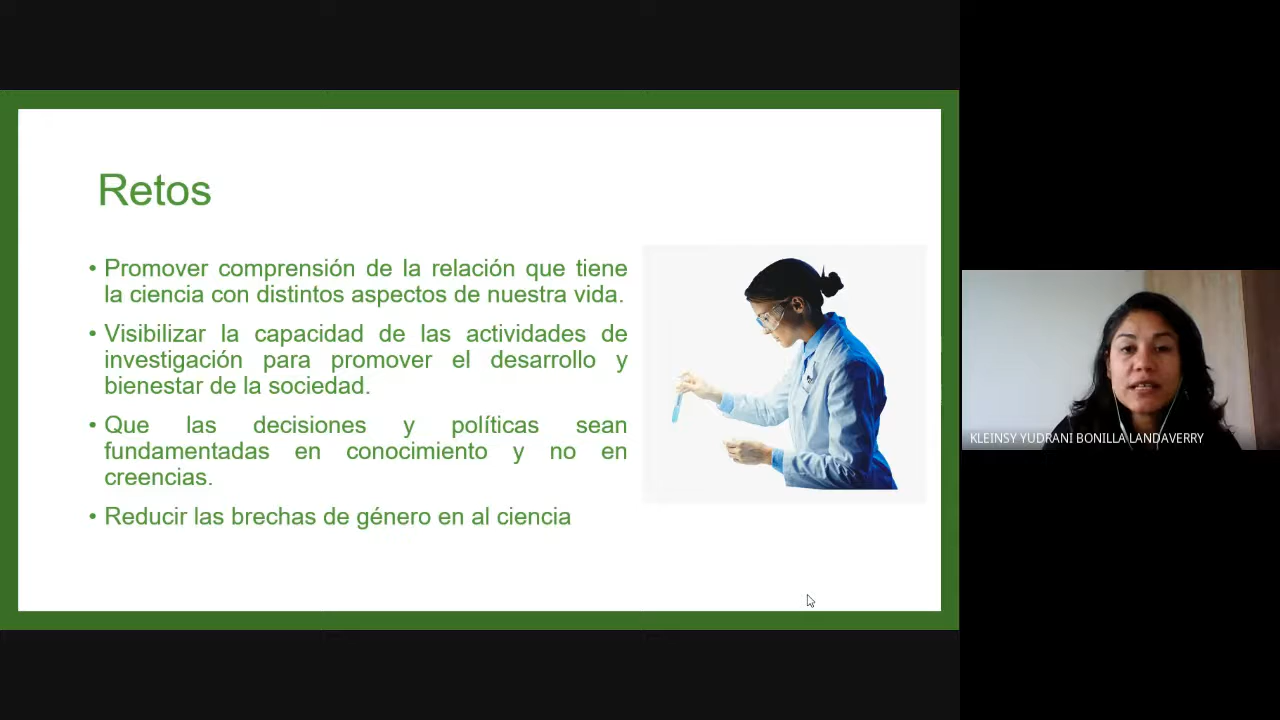 Retos
• Promover comprensión de la relación que tiene
la ciencia con distintos aspectos de nuestra vida.
• Visibilizar la capacidad de las actividades de
investigación para promover el desarrollo y
bienestar de la sociedad.
• Que las decisiones y políticas sean
fundamentadas en conocimiento y no en
creencias.
• Reducir las brechas de género en al ciencia
KLEINSY YUDRANI BONILLA LANDAVERRY